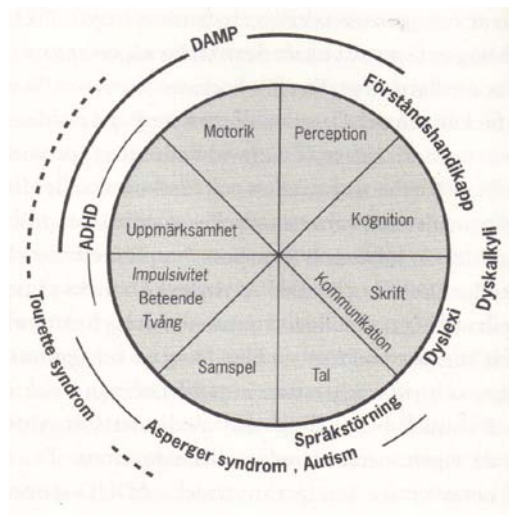 DAMP
Förståndshandikapp
Motorik
Perception
ADHD
Uppmärksamhet
Kognition
Dyskalkyli
Impulsivitet
Beteende
Tvång
Kommunikation
Skrift
Dyslexi
Tourette syndrom
Samspel
Tal
Språkstörning
Asperger syndrom , Autism